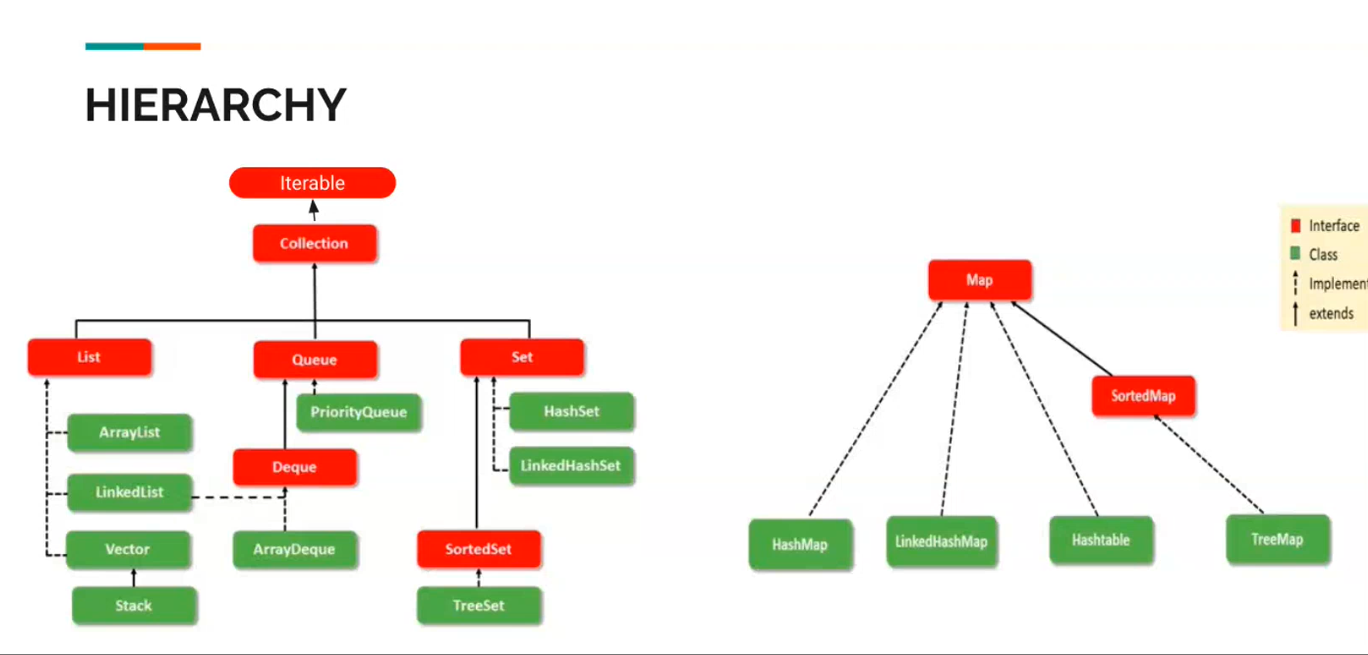 HIERARCHY
Iterable
Collection
List
Queue
Set
PriorityQueue
HashSet
ArrayList
Deque
LinkedHashSet
LinkedList
Vector
ArrayDeque
SortedSet
Stack
TreeSet
Map
SortedMap
HashMap
LinkedHashMap
Hashtable
TreeMap
Interface
Class
Implement
extends